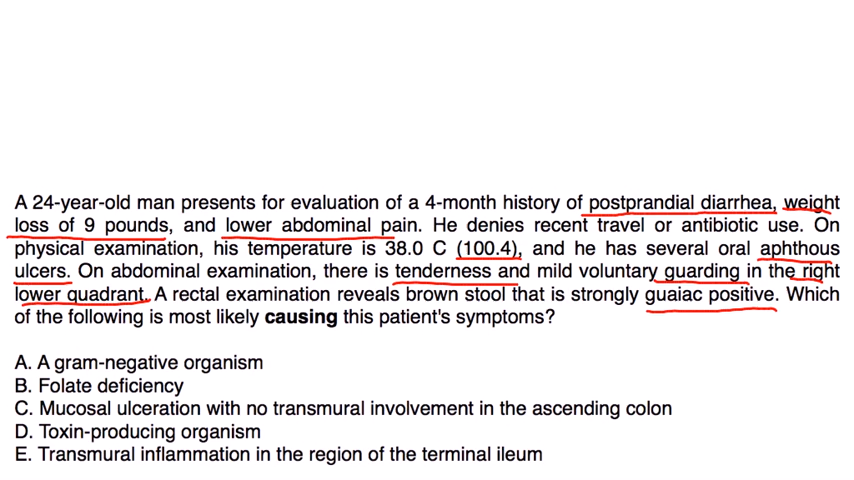 A 24-year-old man presents for evaluation of a 4-month history of postprandial diarrhea, weight
loss of 9 pounds, and lower abdominal pain. He denies recent travel or antibiotic use. On
physical examination, his temperature is 38.0 C (100.4), and he has several oral aphthous
ulcers. On abdominal examination, there is tenderness and mild voluntary guarding in the right
lower quadrant. A rectal examination reveals brown stool that is strongly guaiac positive. Which
of the following is most likely causing this patient's symptoms?
A. A gram-negative organism
B. Folate deficiency
C. Mucosal ulceration with no transmural involvement in the ascending colon
D. Toxin-producing organism
E. Transmural inflammation in the region of the terminal ileum